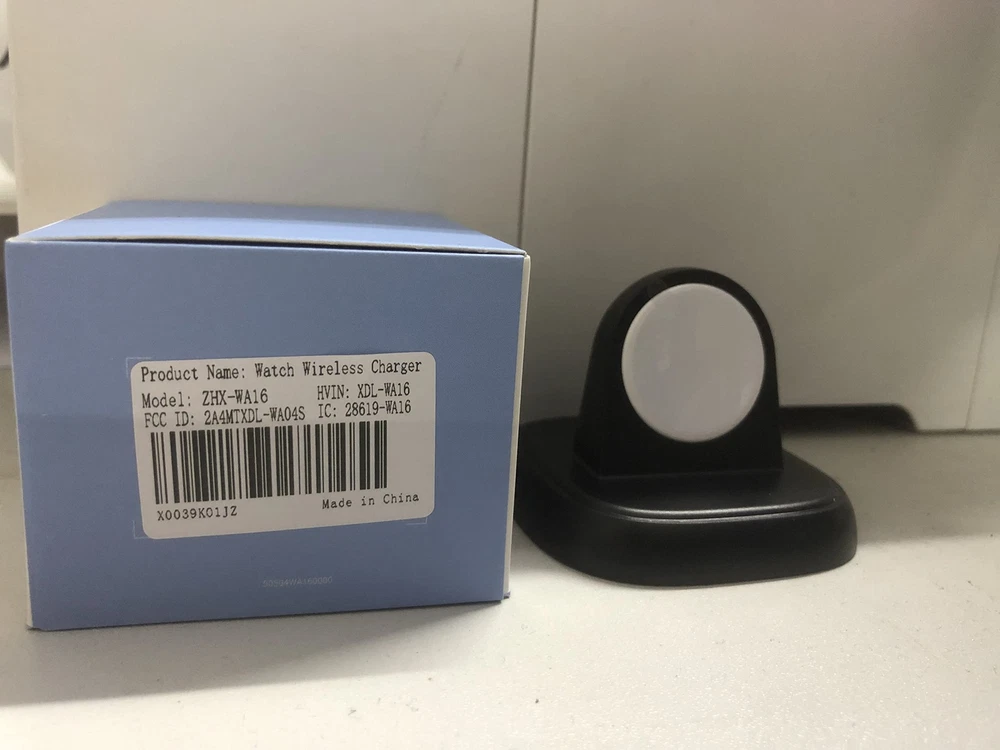 Product Name: Watch Wireless Charger
Model: ZHX-WA16 HVIN: XDL-WA16
FCC ID: 2A4MTXDL-WA04S IC: 28619-WA16
X0039K01JZ Made in China